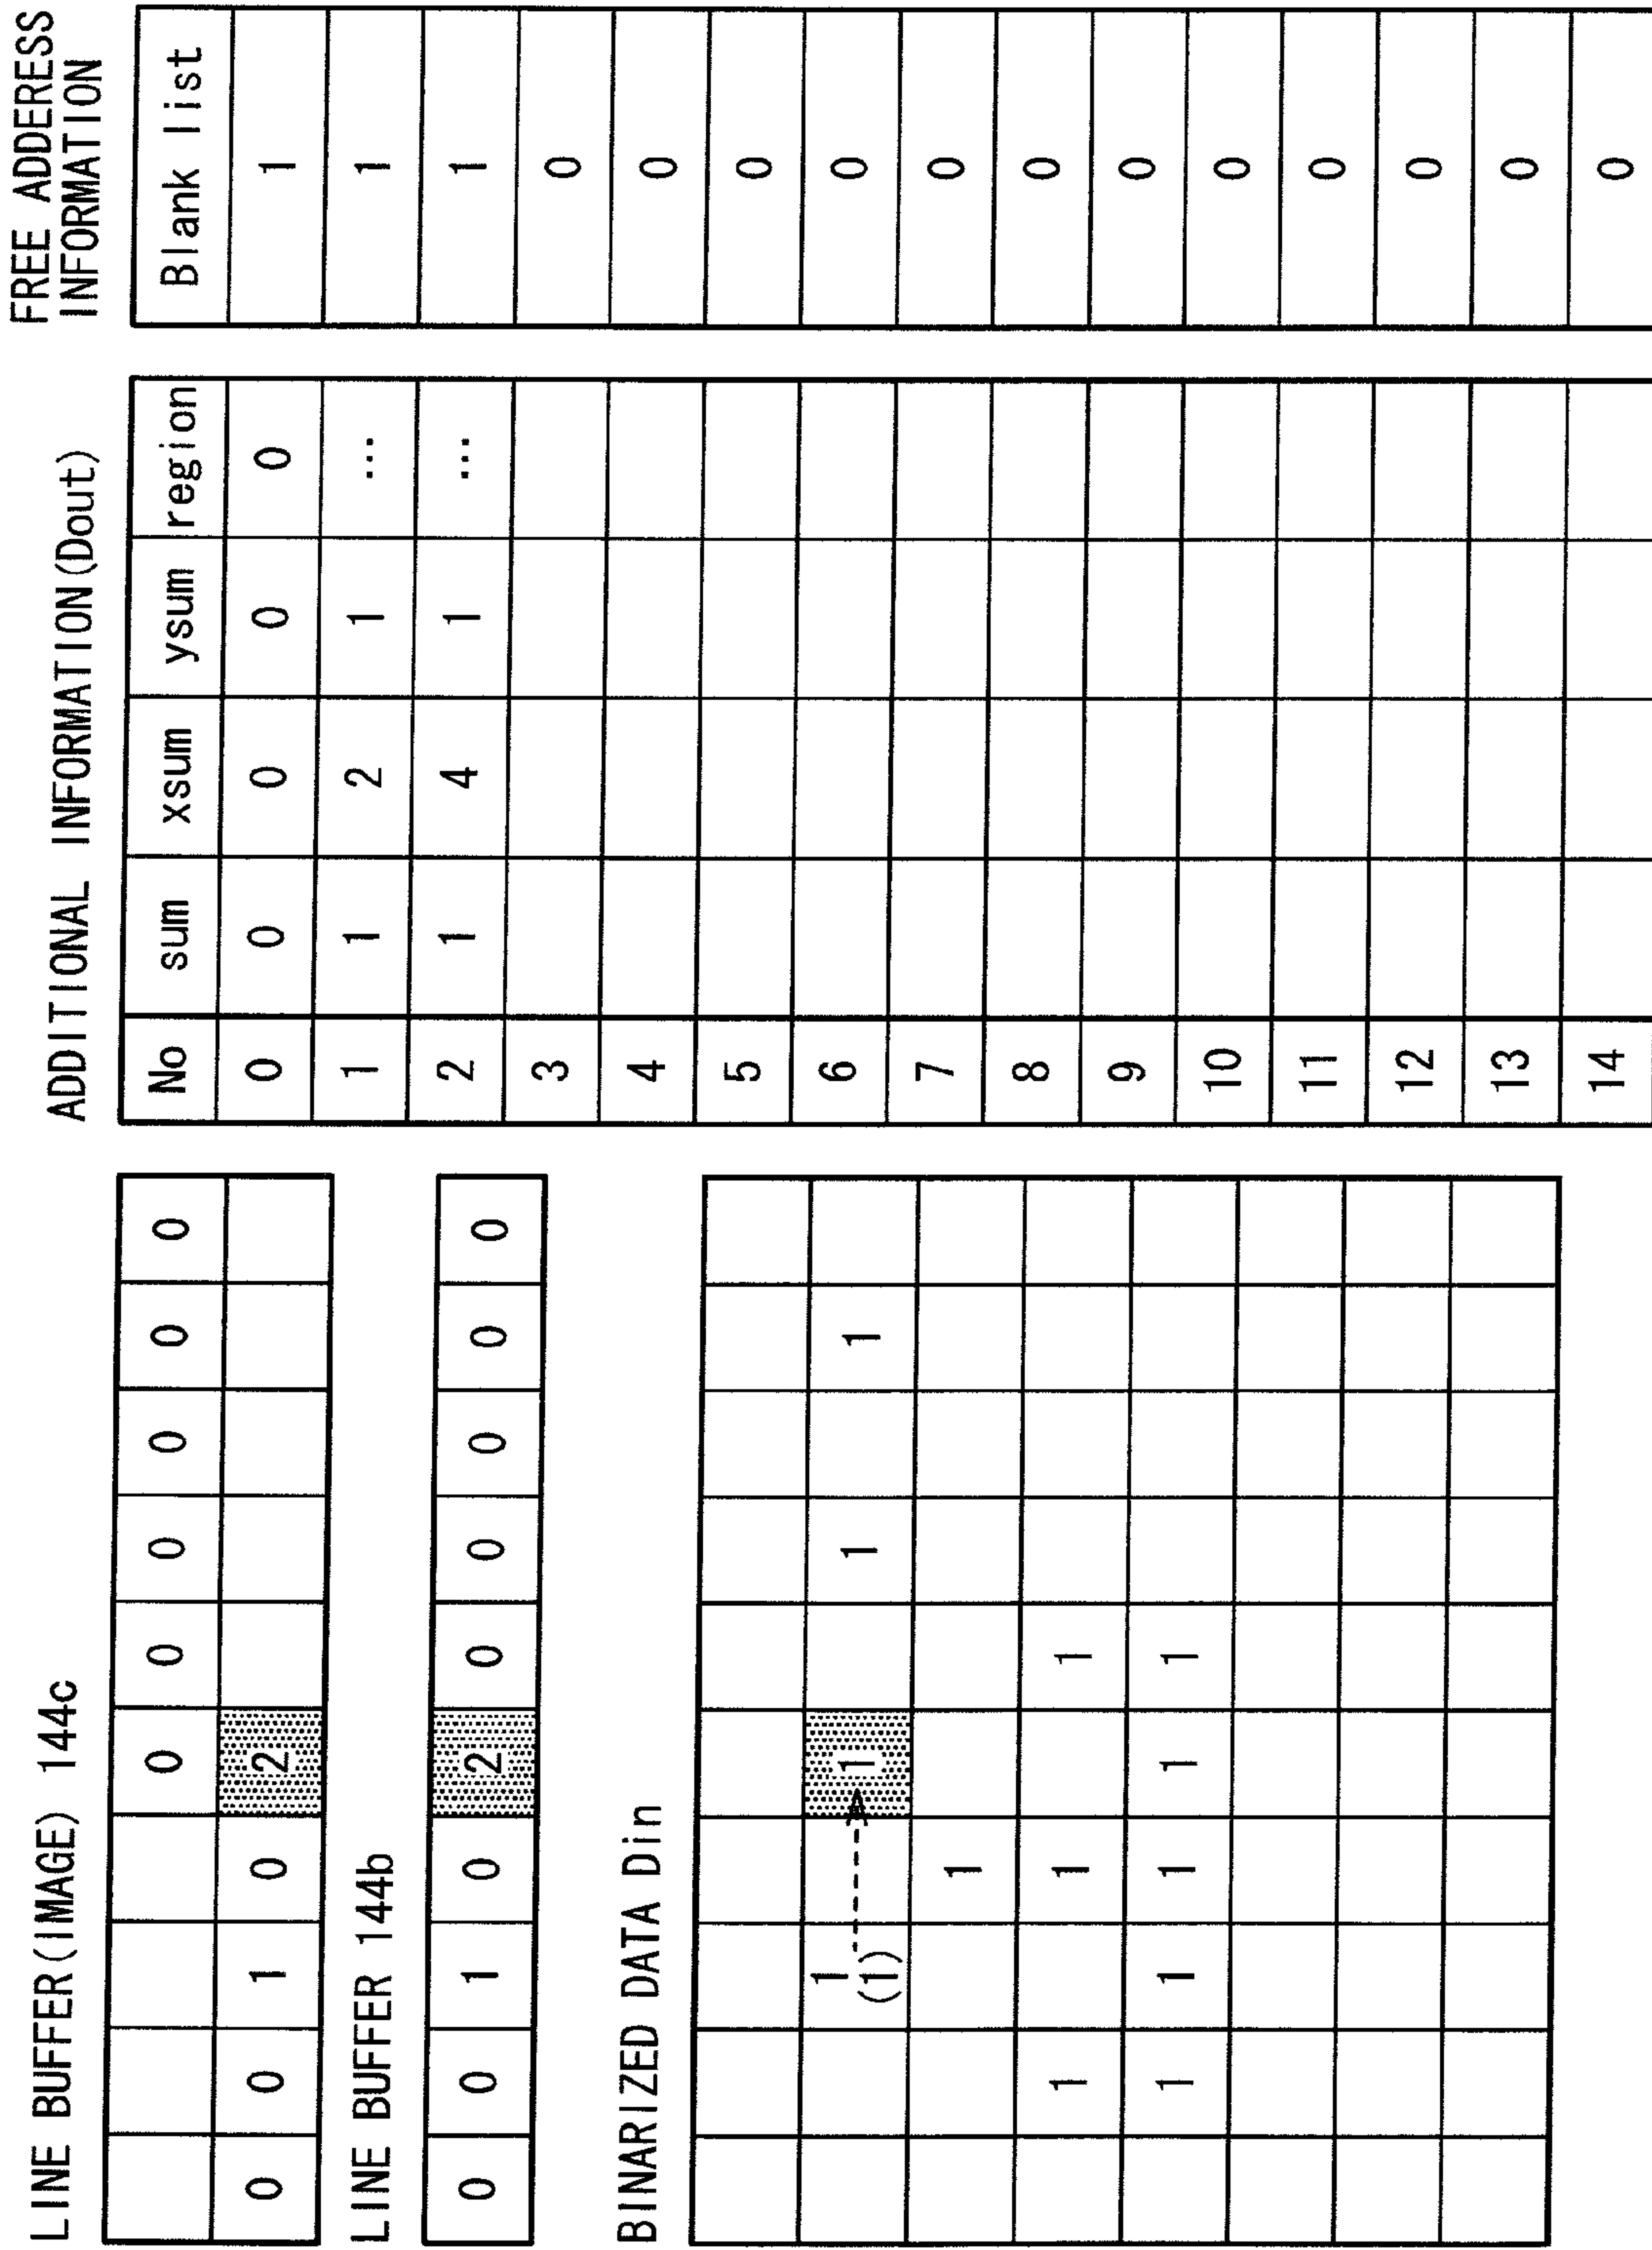 LINE BUFFER(IMAGE) 144c
0 0 0 0 0 0
0 0 1 0 2
LINE BUFFER 144b
0 0 1 0 2 0 0 0 0 0
BINARIZED DATA Din
1 1 1 1
(1)
1
1 1 1
1 1 1 1 1
ADDITIONAL INFORMATION(Dout)
No sum xsum ysum region
0 0 0 0 0
1 1 2 1 ...
2 1 4 1 ...
3
4
5
6
7
8
9
10
11
12
13
14
FREE ADDERESS
INFORMATION
Blank list
1
1
1
0
0
0
0
0
0
0
0
0
0
0
0